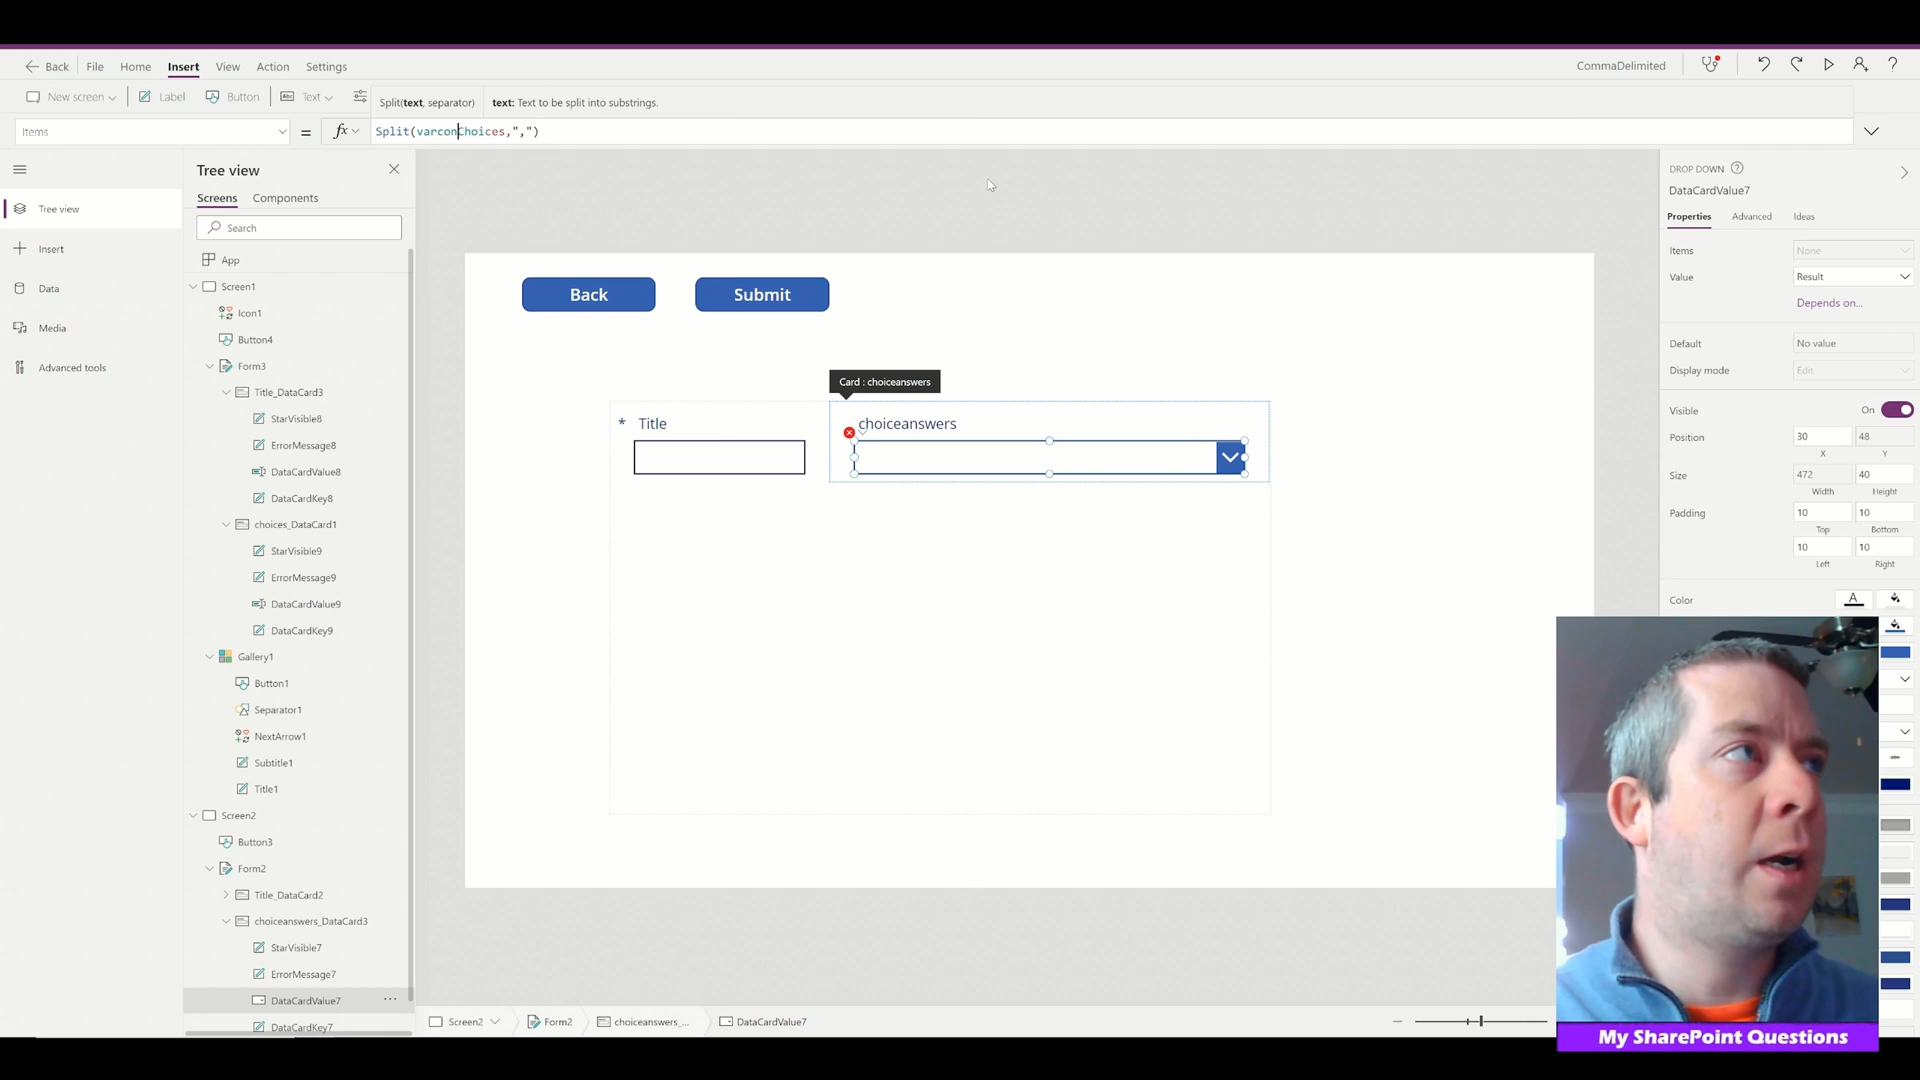 Back File Home Insert View Action Settings CommaDelimited
New screen Label Button Text Split(text, separator) text: Text to be split into substrings.
Items = fx Split(varconChoices,",")
Tree view
Screens Components
Search
App
Screen1
Icon1
Button4
Form3
Title_DataCard3
StarVisible8
ErrorMessage8
DataCardValue8
DataCardKey8
choices_DataCard1
StarVisible9
ErrorMessage9
DataCardValue9
DataCardKey9
Gallery1
Button1
Separator1
NextArrow1
Subtitle1
Title1
Screen2
Button3
Form2
Title_DataCard2
choiceanswers_DataCard3
StarVisible7
ErrorMessage7
DataCardValue7
DataCardKey7
Tree view
Insert
Data
Media
Advanced tools
Back Submit
Card : choiceanswers
* Title choiceanswers
Screen2 Form2 choiceanswers_... DataCardValue7
DROP DOWN
DataCardValue7
Properties Advanced Ideas
Items None
Value Result
Depends on...
Default No value
Display mode Edit
Visible On
Position 30 48
X Y
Size 472 40
Width Height
Padding 10 10
Top Bottom
10 10
Left Right
Color A
My SharePoint Questions